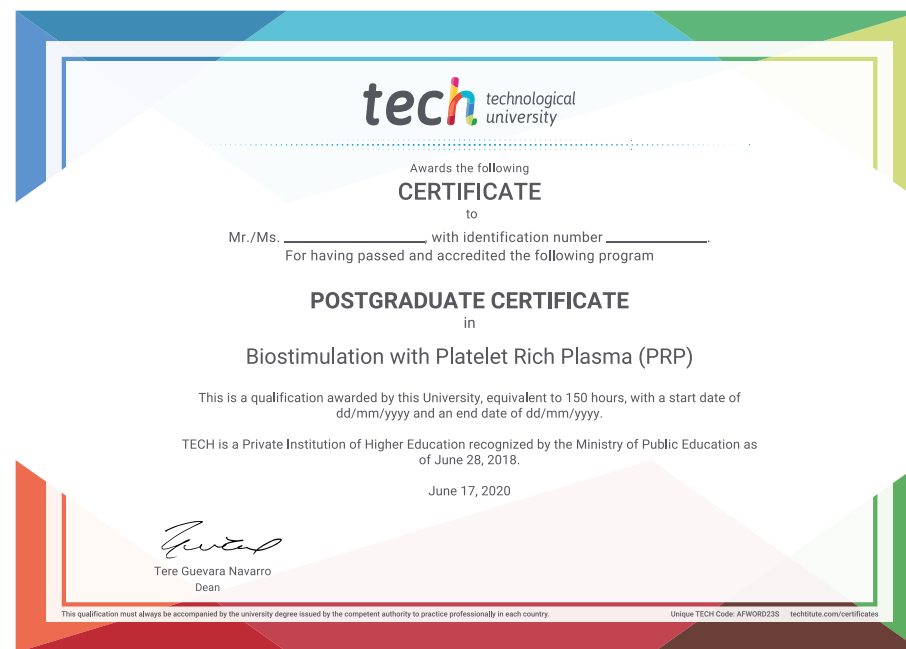 tech technological
university
Awards the following
CERTIFICATE
to
Mr./Ms. ________________, with identification number ____________.
For having passed and accredited the following program
POSTGRADUATE CERTIFICATE
in
Biostimulation with Platelet Rich Plasma (PRP)
This is a qualification awarded by this University, equivalent to 150 hours, with a start date of
dd/mm/yyyy and an end date of dd/mm/yyyy.
TECH is a Private Institution of Higher Education recognized by the Ministry of Public Education as
of June 28, 2018.
June 17, 2020
Tere Guevara Navarro
Dean
This qualification must always be accompanied by the university degree issued by the competent authority to practice professionally in each country.
Unique TECH Code: AFWORD23S techtitute.com/certificates